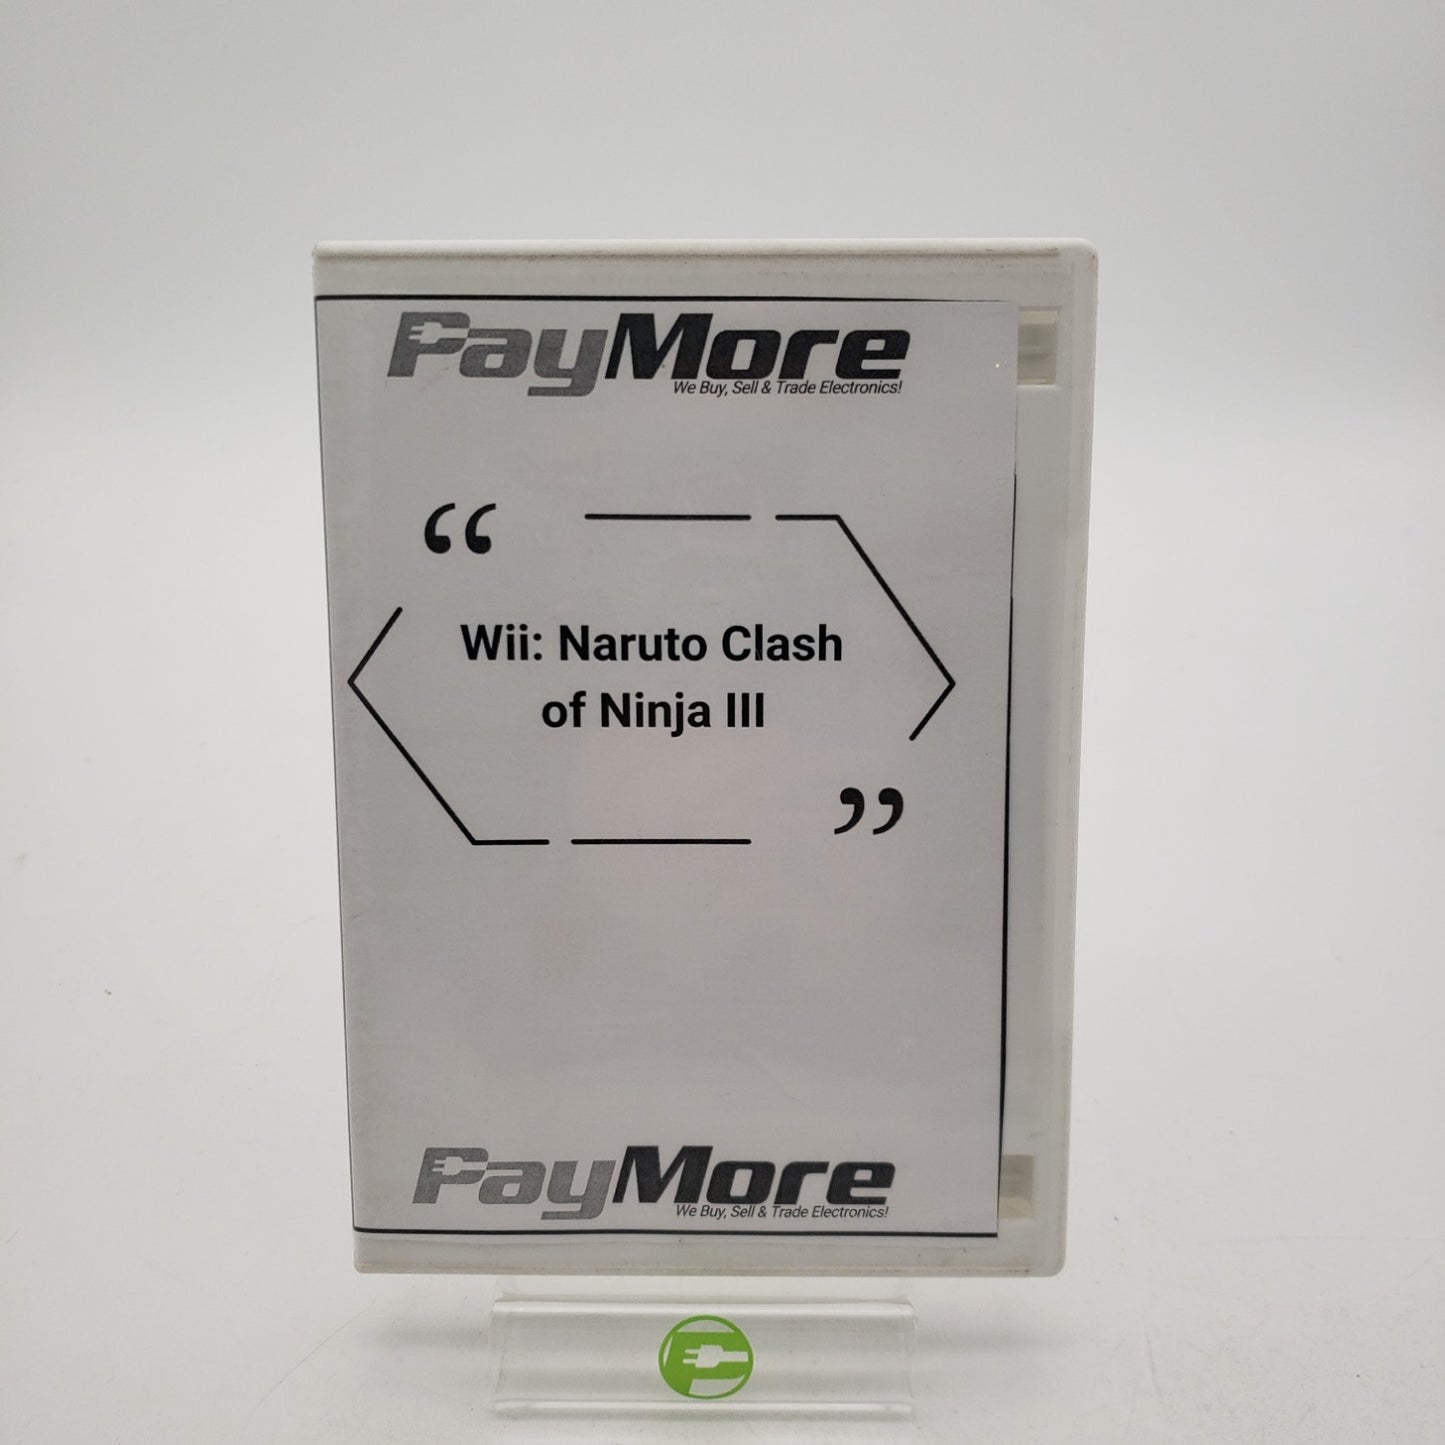 PayMore
We Buy, Sell & Trade Electronics!
“
Wii: Naruto Clash
of Ninja III
”
PayMore
We Buy, Sell & Trade Electronics!